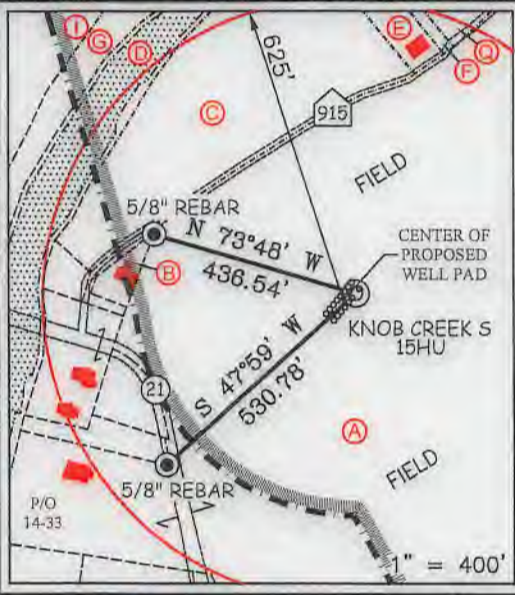 I
G
D
E
F
Q
625'
C
915
FIELD
5/8" REBAR
N 73°48' W
436.54'
CENTER OF
PROPOSED
WELL PAD
B
KNOB CREEK S
15HU
S 47°59' W
530.78'
21
A
5/8" REBAR
FIELD
P/O
14-33
1" = 400'